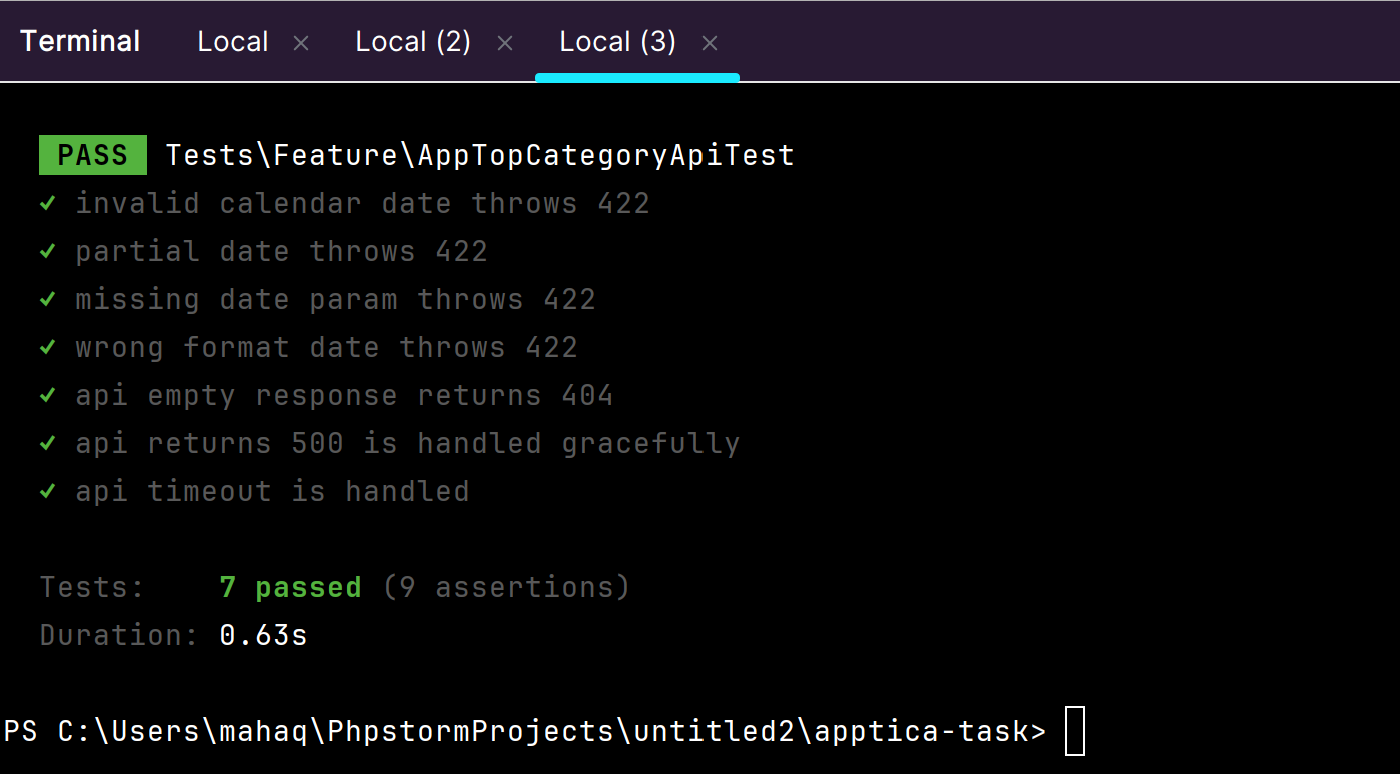 Terminal Local × Local (2) × Local (3) ×
PASS Tests\Feature\AppTopCategoryApiTest
✓ invalid calendar date throws 422
✓ partial date throws 422
✓ missing date param throws 422
✓ wrong format date throws 422
✓ api empty response returns 404
✓ api returns 500 is handled gracefully
✓ api timeout is handled
Tests: 7 passed (9 assertions)
Duration: 0.63s
PS C:\Users\mahaq\PhpstormProjects\untitled2\apptica-task>